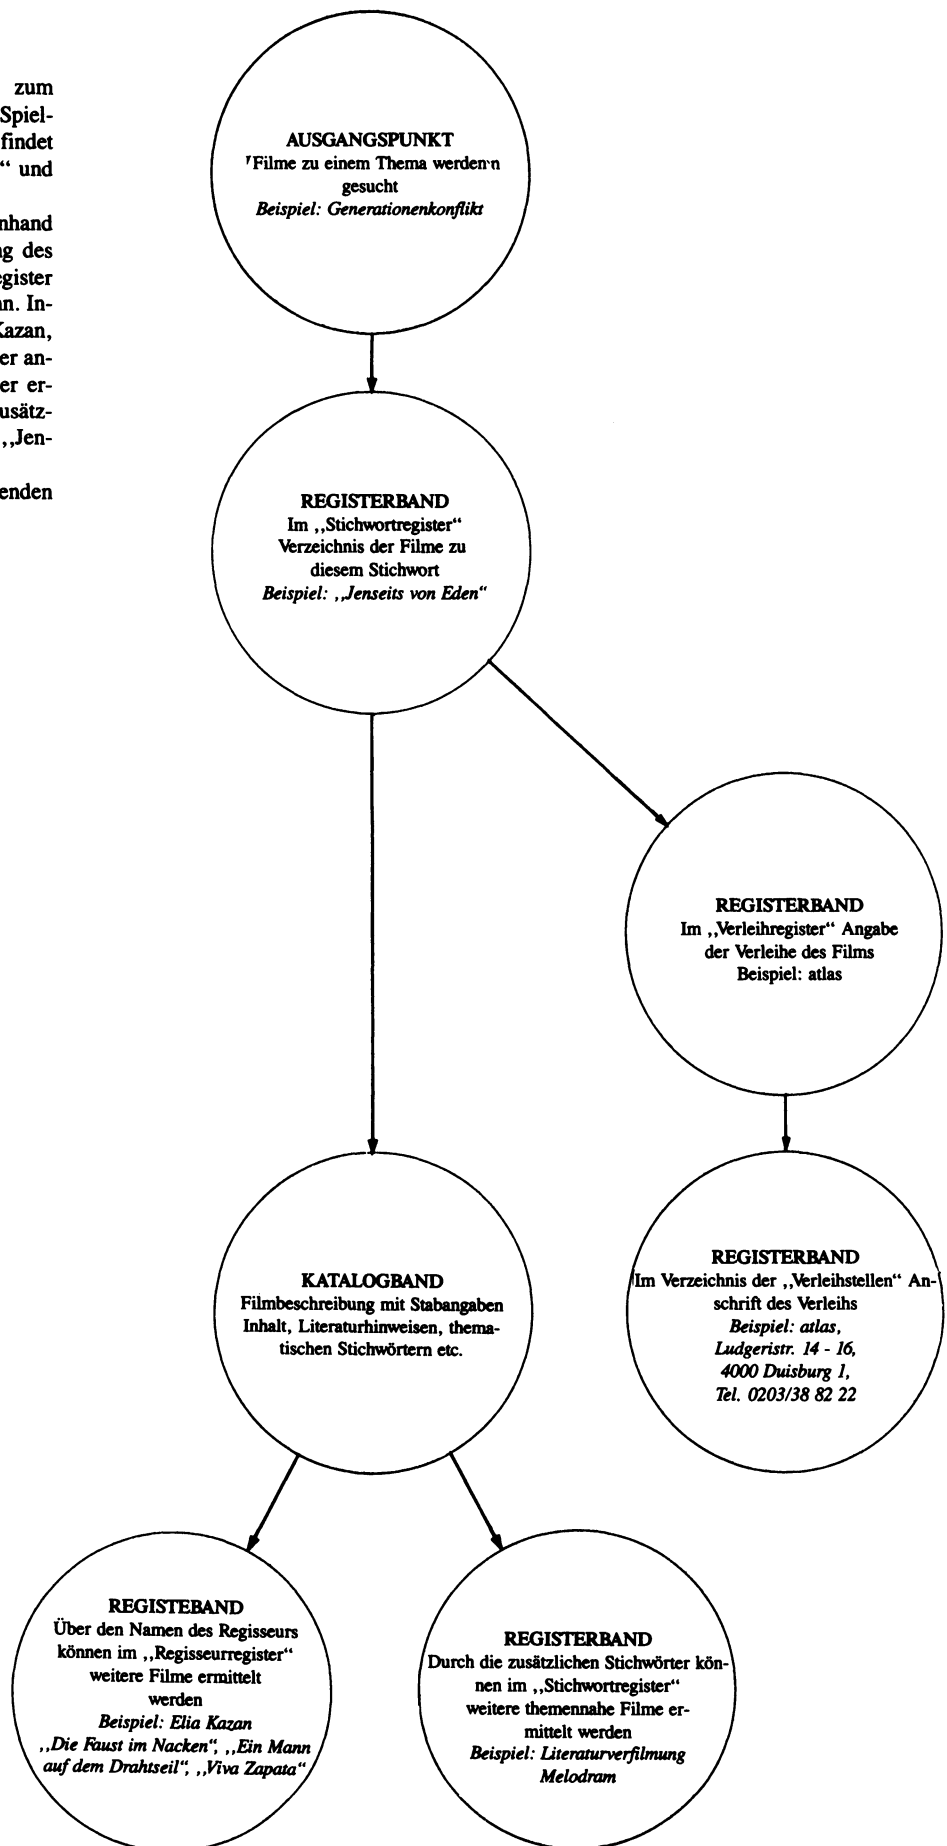 zum
Spiel-
findet
“ und
nhand
ng des
egister
nn. In-
Kazan,
er an-
er er-
usätz-
,,Jen-
enden
AUSGANGSPUNKT
Filme zu einem Thema werden
gesucht
Beispiel: Generationenkonflikt
REGISTERBAND
Im ,,Stichwortregister“
Verzeichnis der Filme zu
diesem Stichwort
Beispiel: ,,Jenseits von Eden“
REGISTERBAND
Im ,,Verleihregister“ Angabe
der Verleihe des Films
Beispiel: atlas
REGISTERBAND
Im Verzeichnis der ,,Verleihstellen“ An-
schrift des Verleihs
Beispiel: atlas,
Ludgeristr. 14 - 16,
4000 Duisburg 1,
Tel. 0203/38 82 22
KATALOGBAND
Filmbeschreibung mit Stabangaben
Inhalt, Literaturhinweisen, thema-
tischen Stichwörtern etc.
REGISTEBAND
Über den Namen des Regisseurs
können im ,,Regisseurregister“
weitere Filme ermittelt
werden
Beispiel: Elia Kazan
,,Die Faust im Nacken“, ,,Ein Mann
auf dem Drahtseil“, ,,Viva Zapata“
REGISTERBAND
Durch die zusätzlichen Stichwörter kön-
nen im ,,Stichwortregister“
weitere themennahe Filme er-
mittelt werden
Beispiel: Literaturverfilmung
Melodram